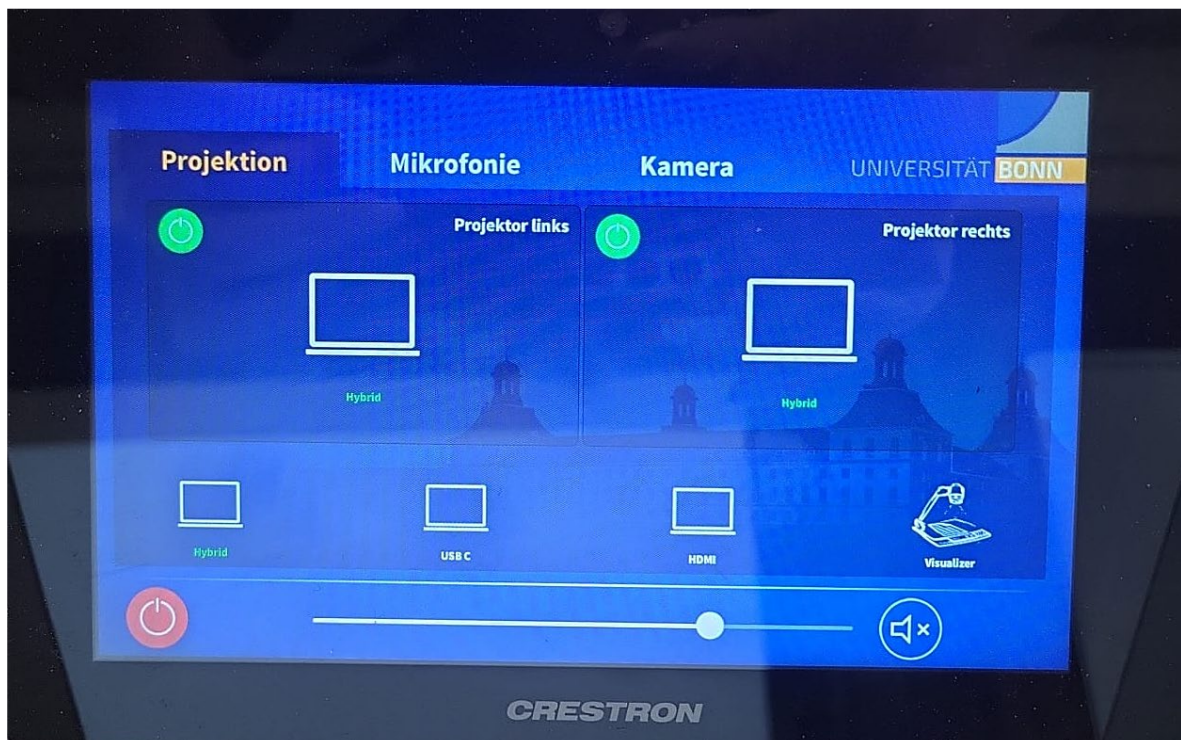 Projektion
Mikrofonie
Kamera
UNIVERSITÄT BONN
Projektor links
Projektor rechts
Hybrid
Hybrid
Hybrid
USB C
HDMI
Visualizer
CRESTRON